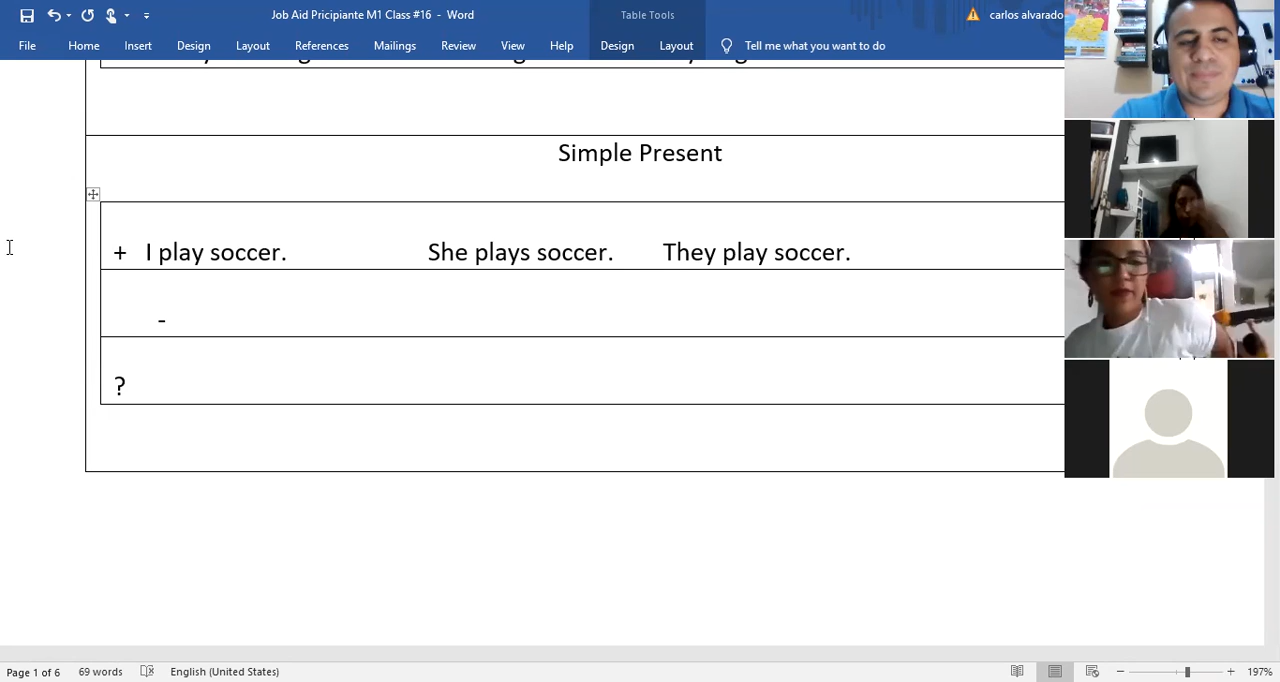 Job Aid Pricipiante M1 Class #16 - Word
Table Tools
carlos alvarado
File Home Insert Design Layout References Mailings Review View Help Design Layout Tell me what you want to do
Simple Present
+ I play soccer. She plays soccer. They play soccer.
-
?
Page 1 of 6 69 words English (United States) 197%